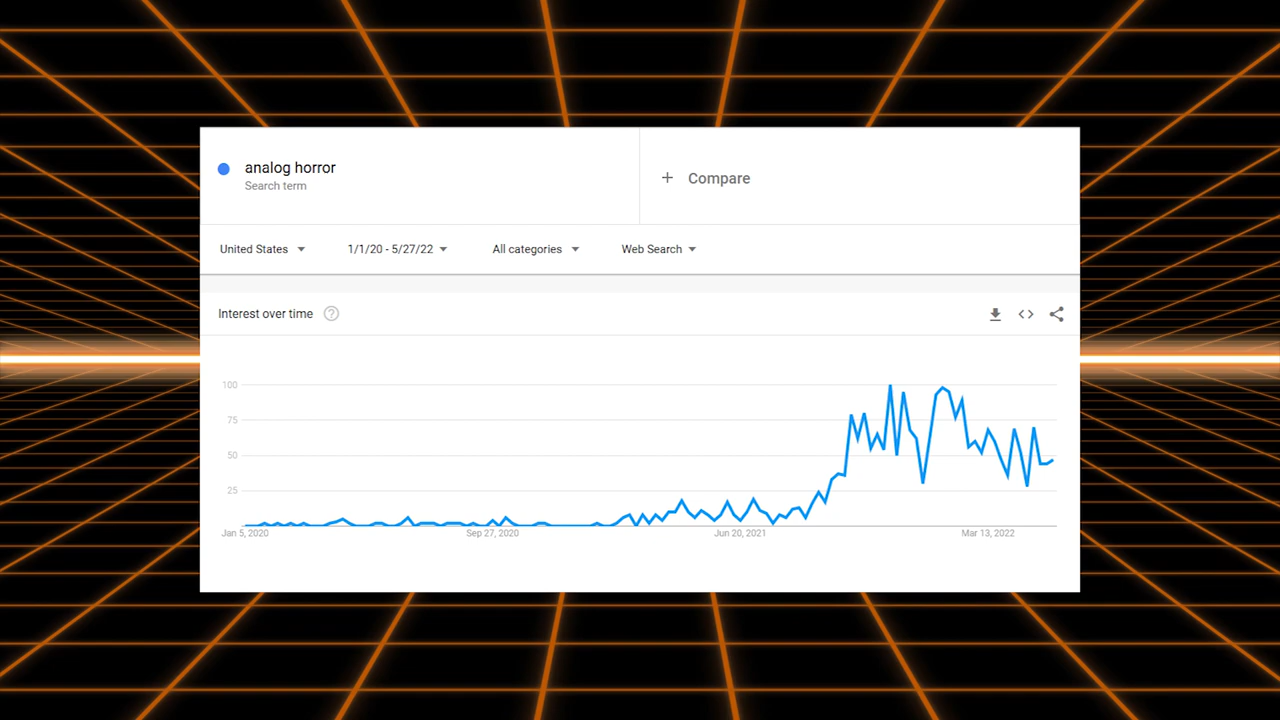 analog horror
Search term
+ Compare
United States 1/1/20 - 5/27/22 All categories Web Search
Interest over time ?
100
75
50
25
Jan 5, 2020 Sep 27, 2020 Jun 20, 2021 Mar 13, 2022